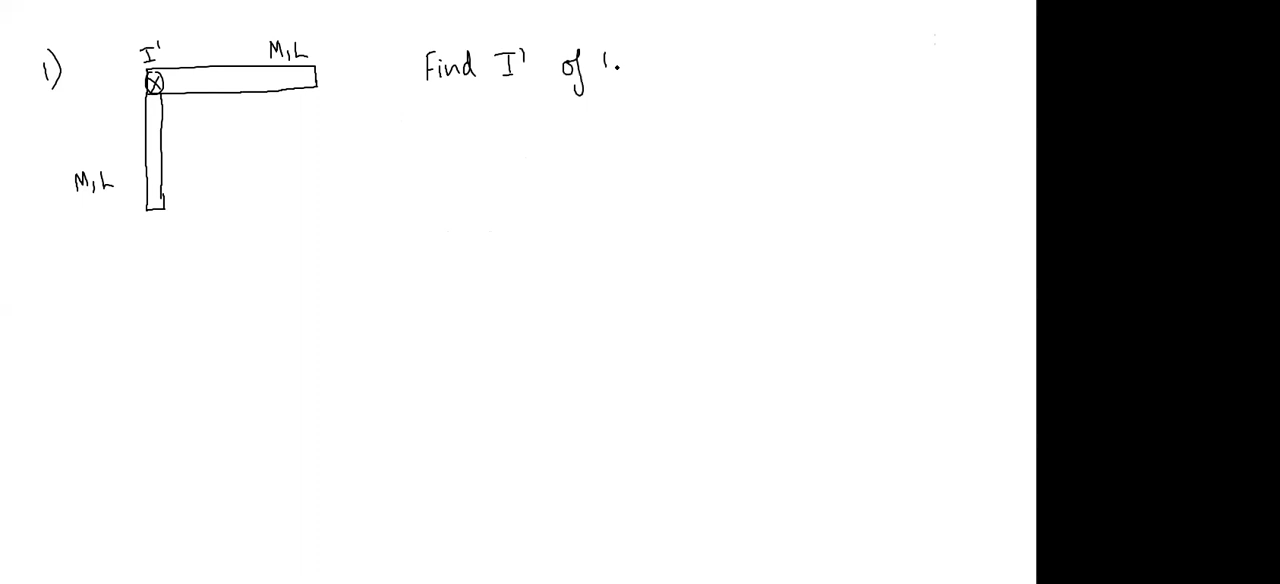 1)
I'
M, L
Find I' of 1.
M, L